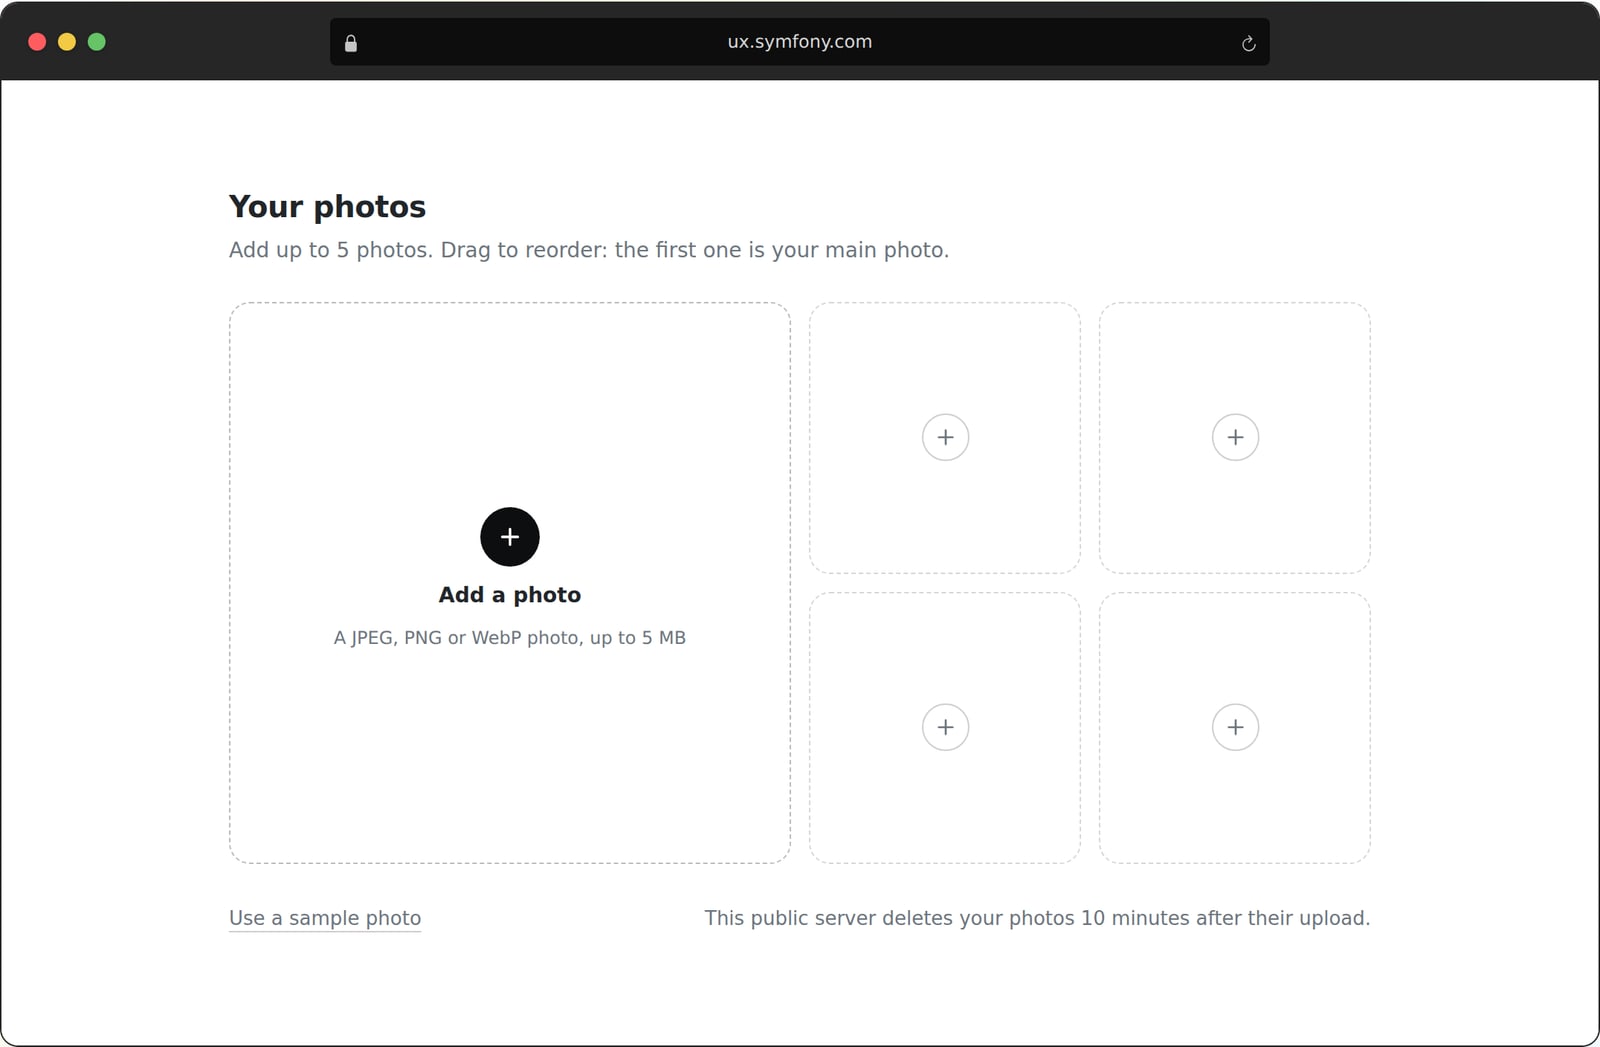 ux.symfony.com
Your photos
Add up to 5 photos. Drag to reorder: the first one is your main photo.
Add a photo
A JPEG, PNG or WebP photo, up to 5 MB
Use a sample photo
This public server deletes your photos 10 minutes after their upload.